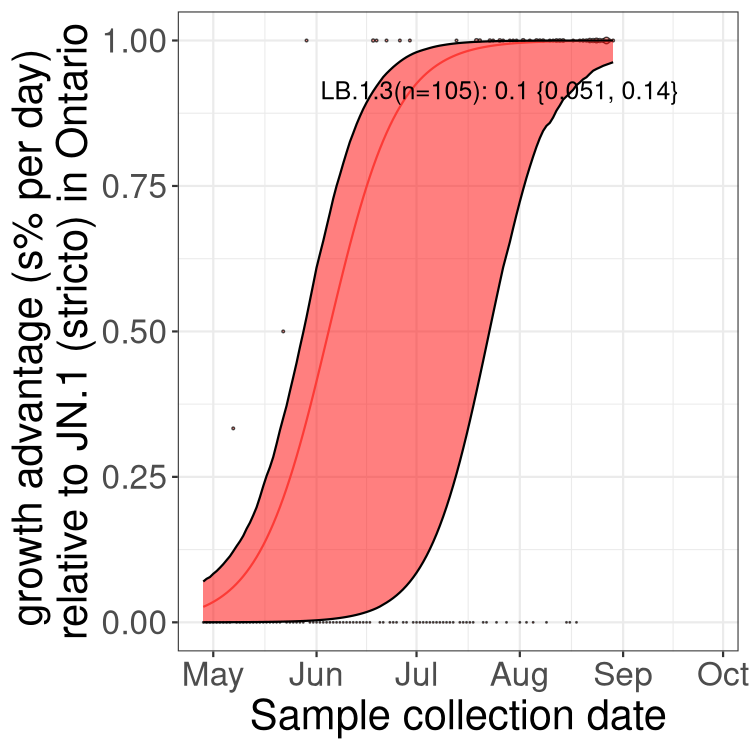 growth advantage (s% per day)
relative to JN.1 (stricto) in Ontario
1.00
0.75
0.50
0.25
0.00
LB.1.3(n=105): 0.1 {0.051, 0.14}
May Jun Jul Aug Sep Oct
Sample collection date